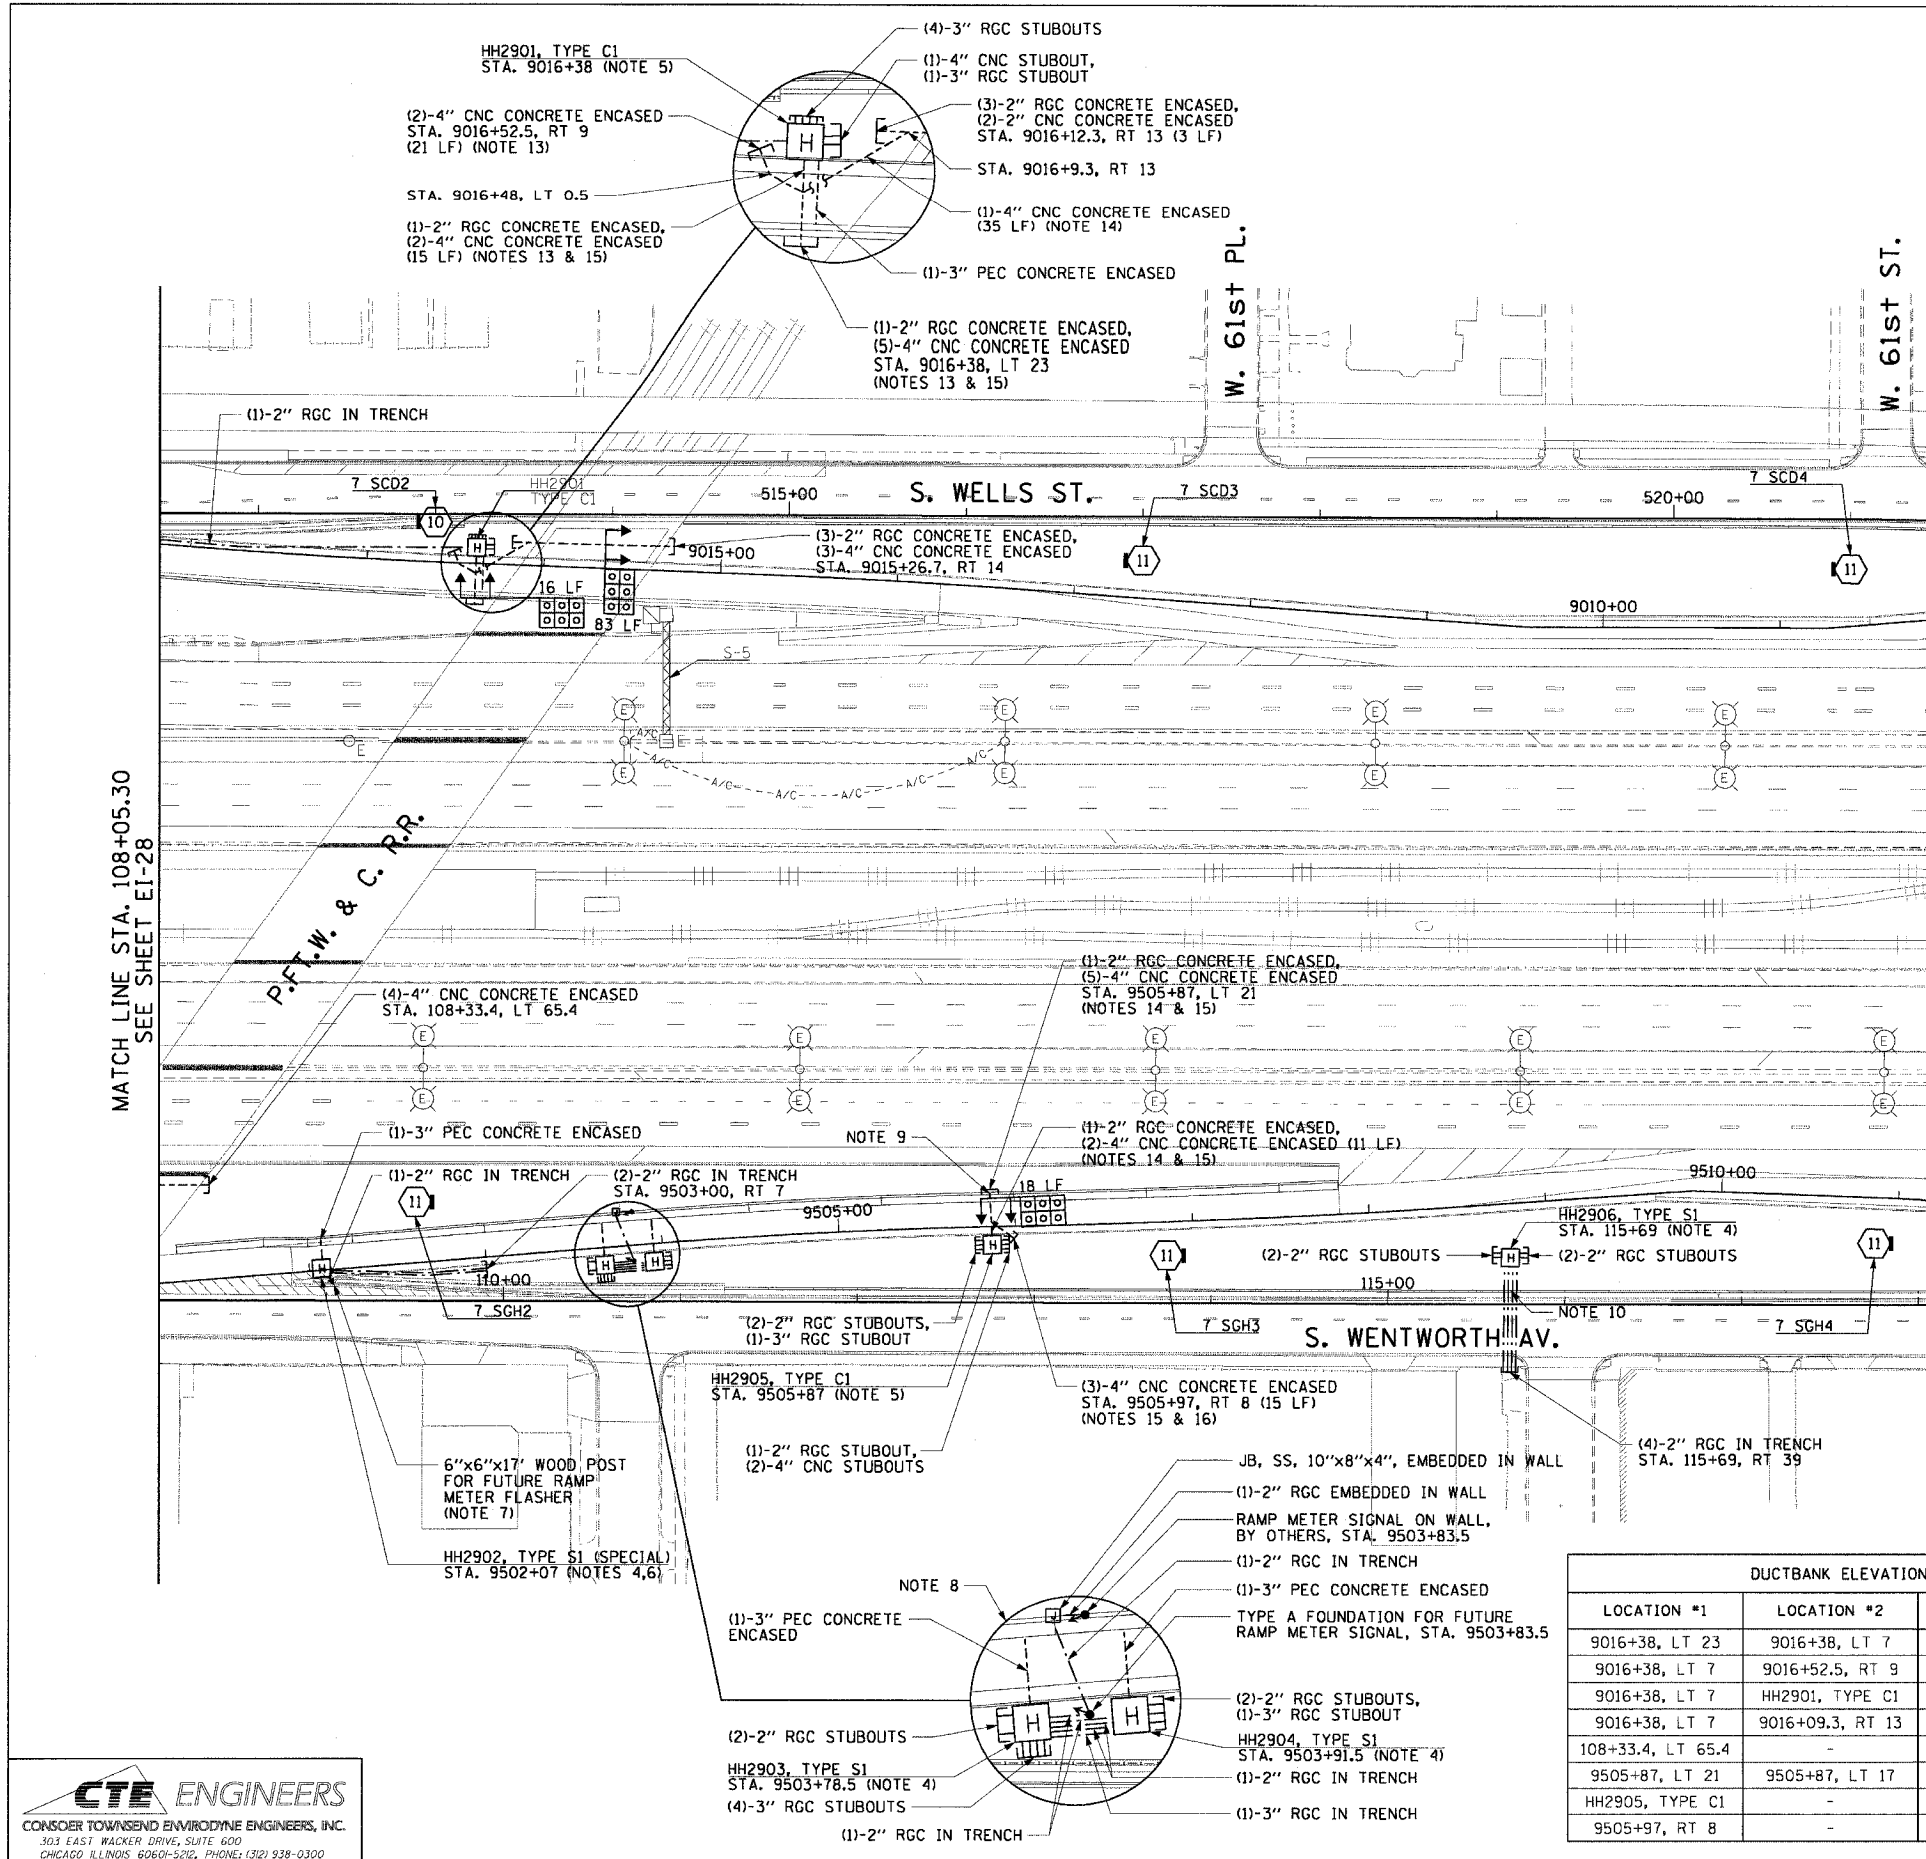 (4)-3" RGC STUBOUTS
HH2901, TYPE C1
STA. 9016+38 (NOTE 5)
(1)-4" CNC STUBOUT,
(1)-3" RGC STUBOUT
(2)-4" CNC CONCRETE ENCASED
STA. 9016+52.5, RT 9
(21 LF) (NOTE 13)
(3)-2" RGC CONCRETE ENCASED,
(2)-2" CNC CONCRETE ENCASED
STA. 9016+12.3, RT 13 (3 LF)
H
STA. 9016+9.3, RT 13
STA. 9016+48, LT 0.5
(1)-4" CNC CONCRETE ENCASED
(35 LF) (NOTE 14)
(1)-2" RGC CONCRETE ENCASED,
(2)-4" CNC CONCRETE ENCASED
(15 LF) (NOTES 13 & 15)
(1)-3" PEC CONCRETE ENCASED
(1)-2" RGC CONCRETE ENCASED,
(5)-4" CNC CONCRETE ENCASED
STA. 9016+38, LT 23
(NOTES 13 & 15)
W. 61st PL.
W. 61st ST.
(1)-2" RGC IN TRENCH
7 SCD2
HH2901
TYPE C1
515+00
S. WELLS ST.
7 SCD3
520+00
7 SCD4
10
H
(3)-2" RGC CONCRETE ENCASED,
(3)-4" CNC CONCRETE ENCASED
STA. 9015+26.7, RT 14
9015+00
11
11
16 LF
83 LF
9010+00
S-5
E
E
E
E
A/C
E
A/C
A/C
A/C
A/C
A/C
E
E
E
E
MATCH LINE STA. 108+05.30
SEE SHEET EI-28
P.FT.W. & C. R.R.
(4)-4" CNC CONCRETE ENCASED
STA. 108+33.4, LT 65.4
(1)-2" RGC CONCRETE ENCASED,
(5)-4" CNC CONCRETE ENCASED
STA. 9505+87, LT 21
(NOTES 14 & 15)
E
E
E
E
E
E
E
E
E
E
(1)-3" PEC CONCRETE ENCASED
NOTE 9
(1)-2" RGC CONCRETE ENCASED,
(2)-4" CNC CONCRETE ENCASED (11 LF)
(NOTES 14 & 15)
(1)-2" RGC IN TRENCH
(2)-2" RGC IN TRENCH
STA. 9503+00, RT 7
18 LF
9510+00
11
9505+00
HH2906, TYPE S1
STA. 115+69 (NOTE 4)
H
H
H
H
11
(2)-2" RGC STUBOUTS
H
(2)-2" RGC STUBOUTS
11
110+00
115+00
7 SGH2
NOTE 10
(2)-2" RGC STUBOUTS,
(1)-3" RGC STUBOUT
7 SGH3
S. WENTWORTH AV.
7 SGH4
HH2905, TYPE C1
STA. 9505+87 (NOTE 5)
(3)-4" CNC CONCRETE ENCASED
STA. 9505+97, RT 8 (15 LF)
(NOTES 15 & 16)
(1)-2" RGC STUBOUT,
(2)-4" CNC STUBOUTS
(4)-2" RGC IN TRENCH
STA. 115+69, RT 39
6"x6"x17' WOOD POST
FOR FUTURE RAMP
METER FLASHER
(NOTE 7)
HH2902, TYPE S1 (SPECIAL)
STA. 9502+07 (NOTES 4,6)
JB, SS, 10"x8"x4", EMBEDDED IN WALL
(1)-2" RGC EMBEDDED IN WALL
RAMP METER SIGNAL ON WALL,
BY OTHERS, STA. 9503+83.5
(1)-2" RGC IN TRENCH
NOTE 8
(1)-3" PEC CONCRETE ENCASED
(1)-3" PEC CONCRETE
ENCASED
TYPE A FOUNDATION FOR FUTURE
RAMP METER SIGNAL, STA. 9503+83.5
J
H
H
(2)-2" RGC STUBOUTS,
(1)-3" RGC STUBOUT
(2)-2" RGC STUBOUTS
HH2904, TYPE S1
STA. 9503+91.5 (NOTE 4)
HH2903, TYPE S1
STA. 9503+78.5 (NOTE 4)
(1)-2" RGC IN TRENCH
(4)-3" RGC STUBOUTS
(1)-3" RGC IN TRENCH
(1)-2" RGC IN TRENCH
DUCTBANK ELEVATION
LOCATION #1 LOCATION #2
9016+38, LT 23 9016+38, LT 7
9016+38, LT 7 9016+52.5, RT 9
9016+38, LT 7 HH2901, TYPE C1
9016+38, LT 7 9016+09.3, RT 13
108+33.4, LT 65.4 -
9505+87, LT 21 9505+87, LT 17
HH2905, TYPE C1 -
9505+97, RT 8 -
CTE ENGINEERS
CONSOER TOWNSEND ENVIRODYNE ENGINEERS, INC.
303 EAST WACKER DRIVE, SUITE 600
CHICAGO ILLINOIS 60601-5212, PHONE: (312) 938-0300